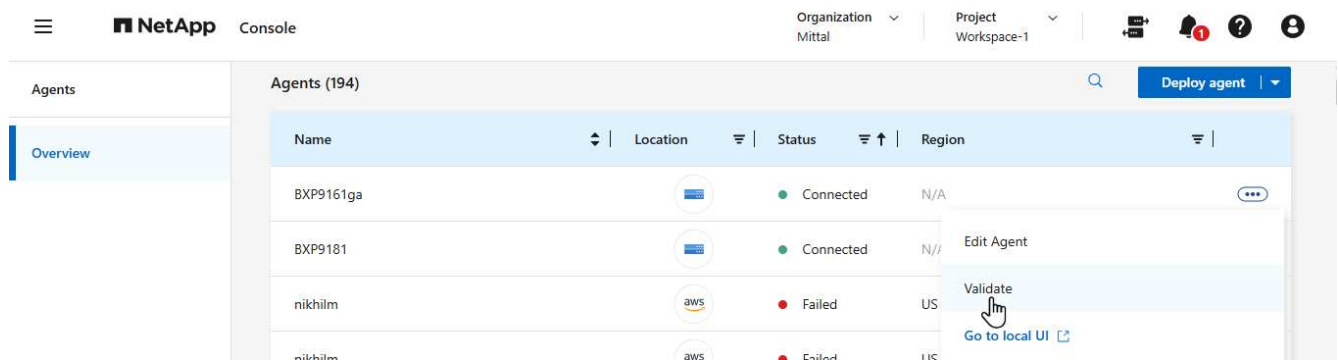 NetApp Console
Organization
Mittal
Project
Workspace-1
1
Agents
Overview
Agents (194)
Deploy agent
Name Location Status Region
BXP9161ga Connected N/A
BXP9181 Connected N/A
nikhilm aws Failed US
nikhilm aws Failed US
Edit Agent
Validate
Go to local UI